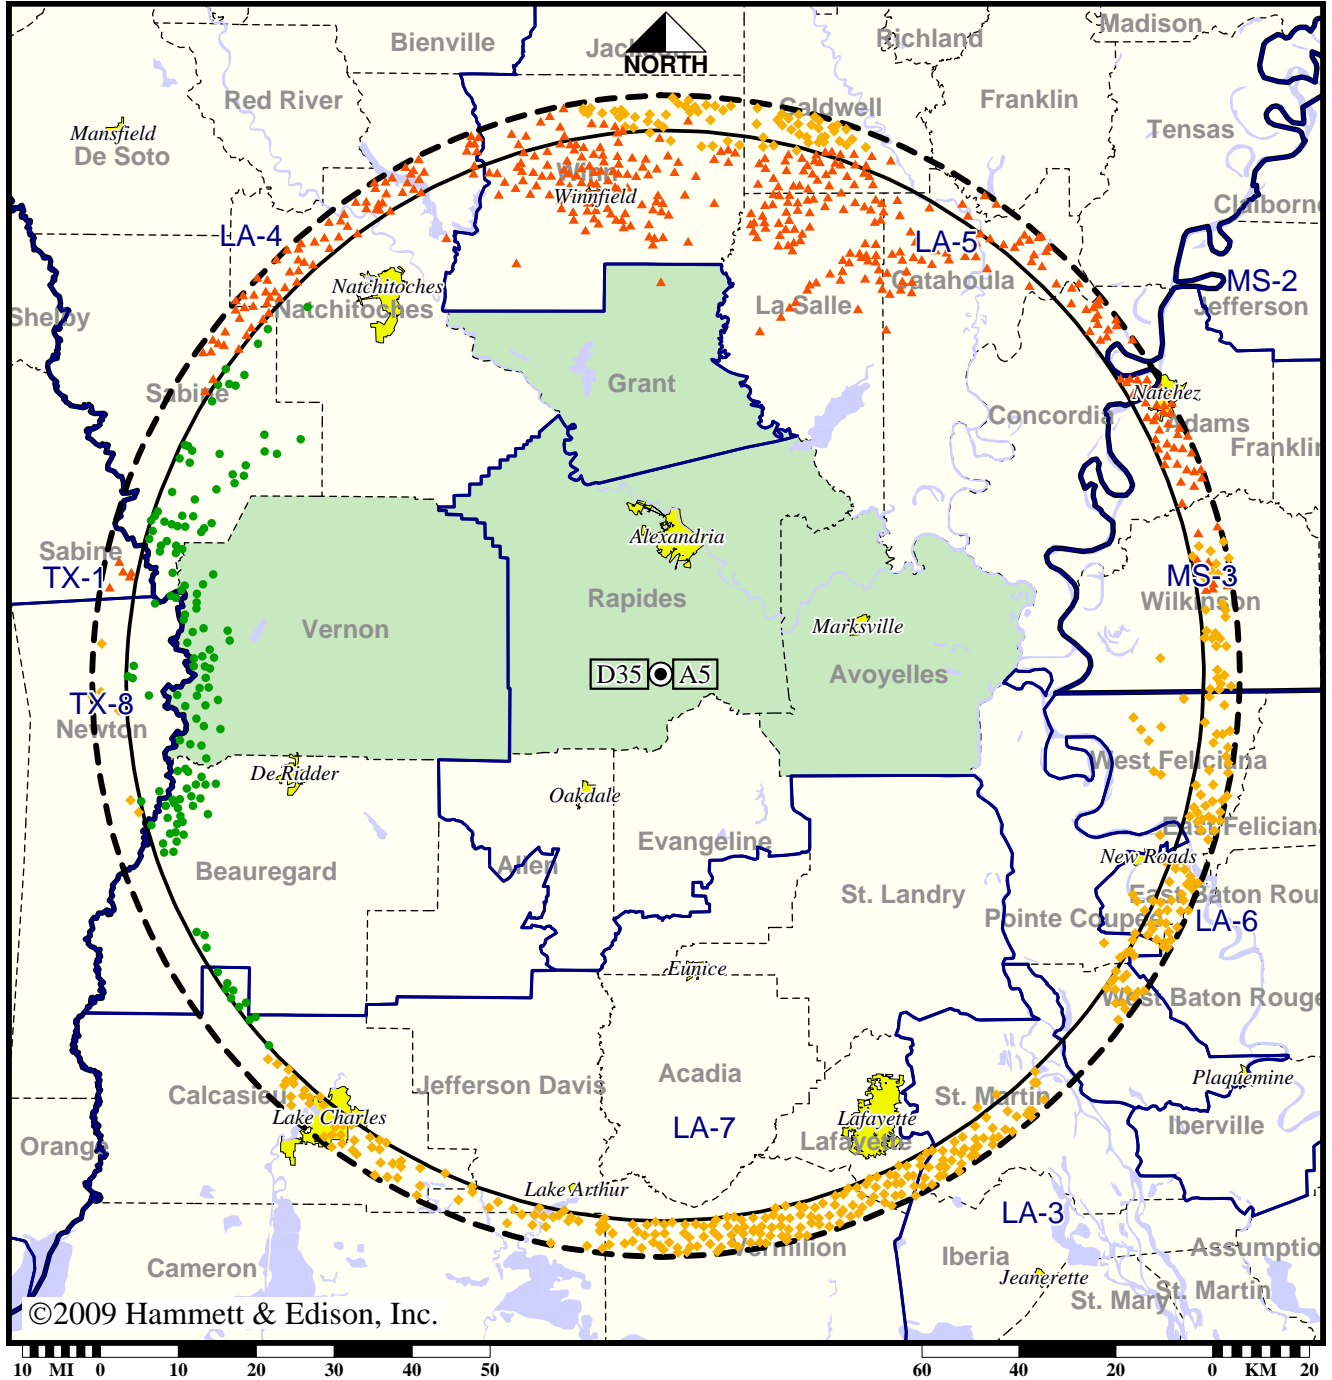 Madison
Bienville
Jackson
Richland
NORTH
Red River
Caldwell
Franklin
Tensas
Mansfield
De Soto
Winn
Winnfield
Claiborne
LA-4
LA-5
Catahoula
MS-2
Natchitoches
Natchitoches
La Salle
Jefferson
Shelby
Sabine
Grant
Natchez
Concordia
Adams
Franklin
Alexandria
Sabine
TX-1
MS-3
Rapides
Wilkinson
Vernon
Marksville
D35
A5
Avoyelles
TX-8
Newton
West Feliciana
De Ridder
Oakdale
East Feliciana
Evangeline
New Roads
Allen
Beauregard
St. Landry
East Baton Rou
Pointe Coupee
LA-6
Eunice
West Baton Rouge
Acadia
Plaquemine
Jefferson Davis
Calcasieu
St. Martin
Lake Charles
Lafayette
LA-7
Iberville
Orange
Lafayette
Lake Arthur
LA-3
Vermilion
Iberia
Assumptio
Cameron
Jeanerette
St. Martin
St. Mary
©2009 Hammett & Edison, Inc.
10 MI 0 10 20 30 40 50
60 40 20 0 KM 20